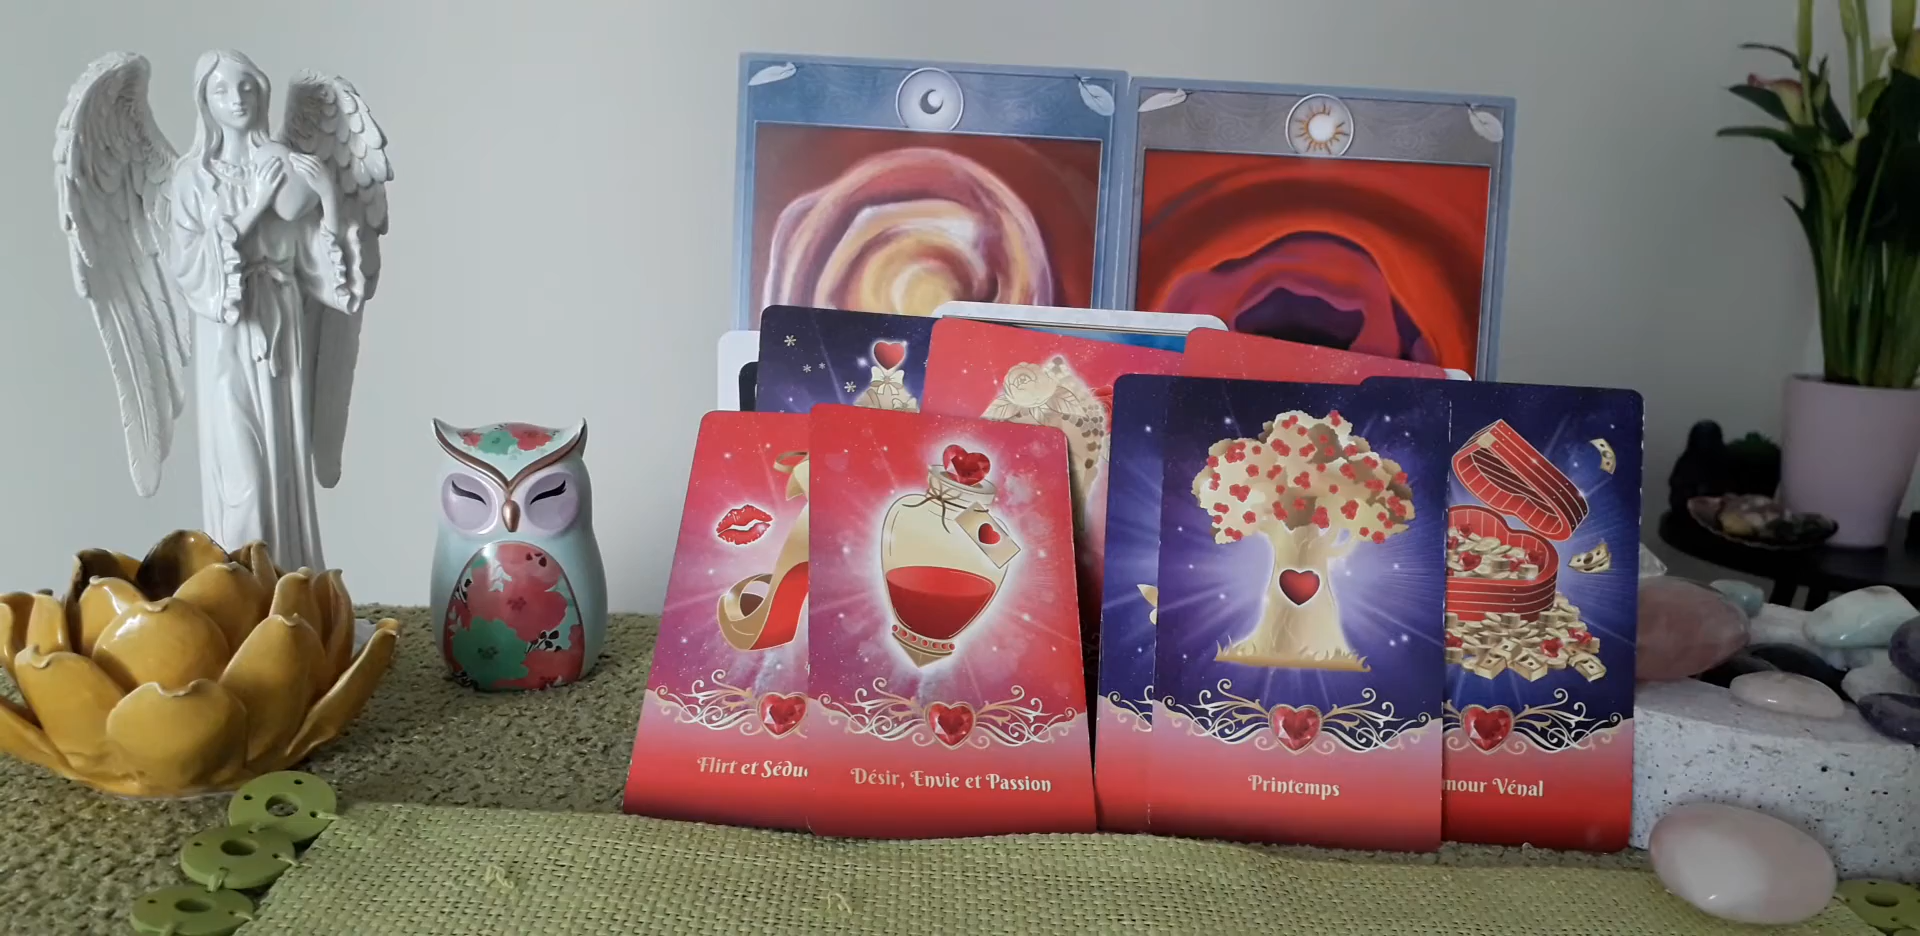 Flirt et Sédu
Désir, Envie et Passion
Printemps
mour Vénal